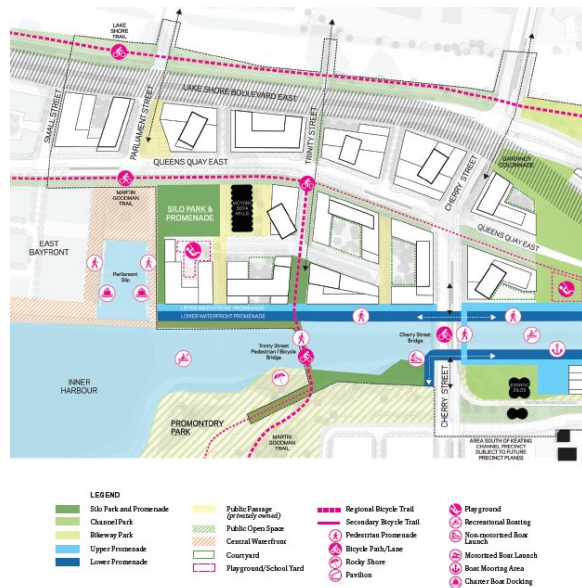 LAKE
SHORE
TRAIL
LAKE SHORE BOULEVARD EAST
SMALL STREET
PARLIAMENT STREET
TRINITY STREET
CHERRY STREET
GARDINER
COLONNADE
QUEENS QUAY EAST
QUEENS QUAY EAST
MARTIN
GOODMAN
TRAIL
SILO PARK &
PROMENADE
VICTORY
SOYA
MILLS
EAST
BAYFRONT
Parliament
Slip
UPPER WATERFRONT PROMENADE
LOWER WATERFRONT PROMENADE
Trinity Street
Pedestrian / Bicycle
Bridge
Cherry Street
Bridge
INNER
HARBOUR
PROMONTORY
PARK
MARTIN
GOODMAN
TRAIL
CHERRY STREET
ESSROC
SILOS
AREA SOUTH OF KEATING
CHANNEL PRECINCT
SUBJECT TO FUTURE
PRECINCT PLAN(S)
LEGEND
Silo Park and Promenade
Channel Park
Bikeway Park
Upper Promenade
Lower Promenade
Public Passage
(privately owned)
Public Open Space
Central Waterfront
Courtyard
Playground/School Yard
Regional Bicycle Trail
Secondary Bicycle Trail
Pedestrian Promenade
Bicycle Path/Lane
Rocky Shore
Pavilion
Playground
Recreational Boating
Non-motorized Boat
Launch
Motorized Boat Launch
Boat Mooring Area
Charter Boat Docking